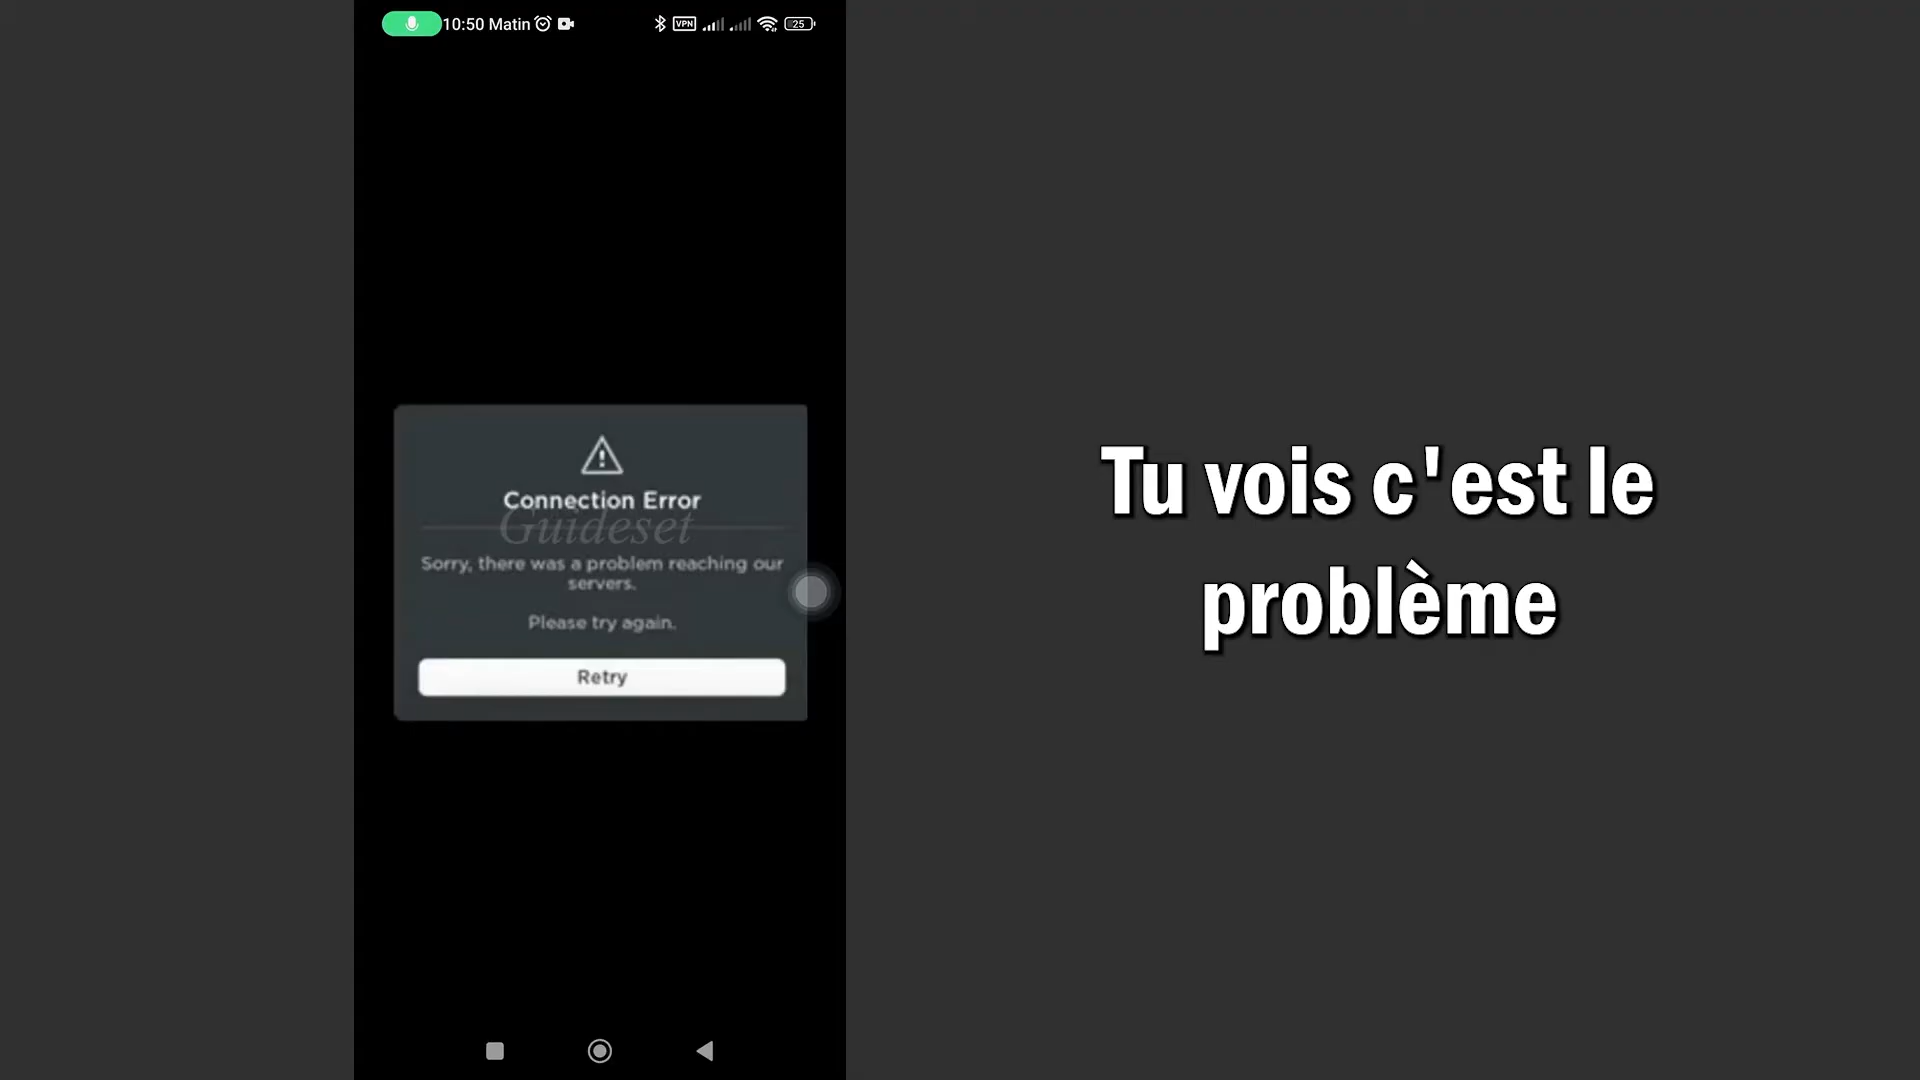 10:50 Matin
VPN
25
Connection Error
Guideset
Sorry, there was a problem reaching our
servers.
Please try again.
Retry
Tu vois c'est le
problème